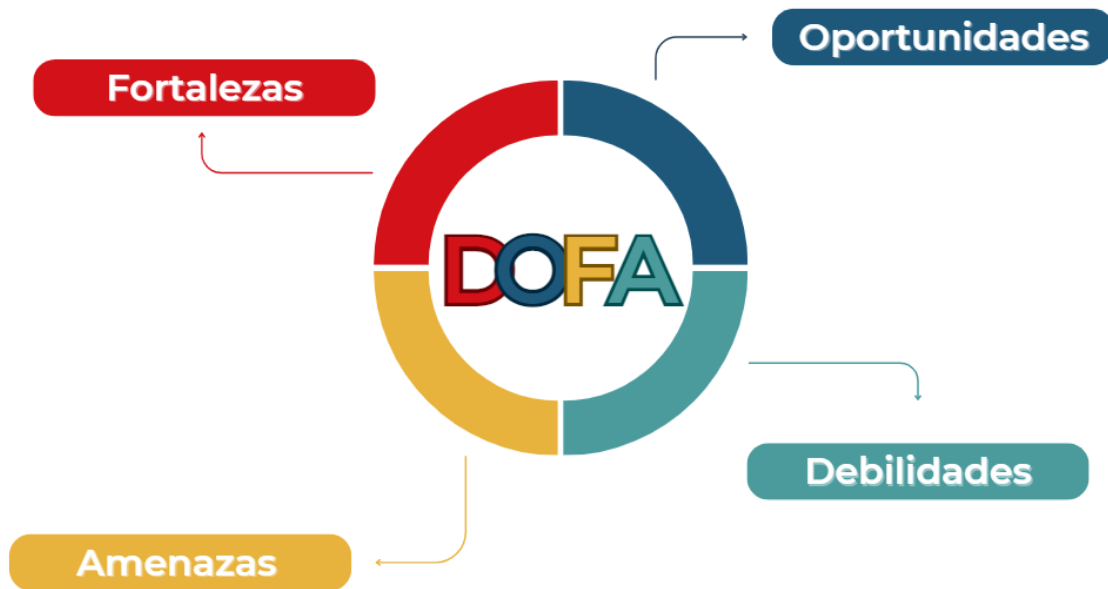 Oportunidades
Fortalezas
DOFA
Debilidades
Amenazas